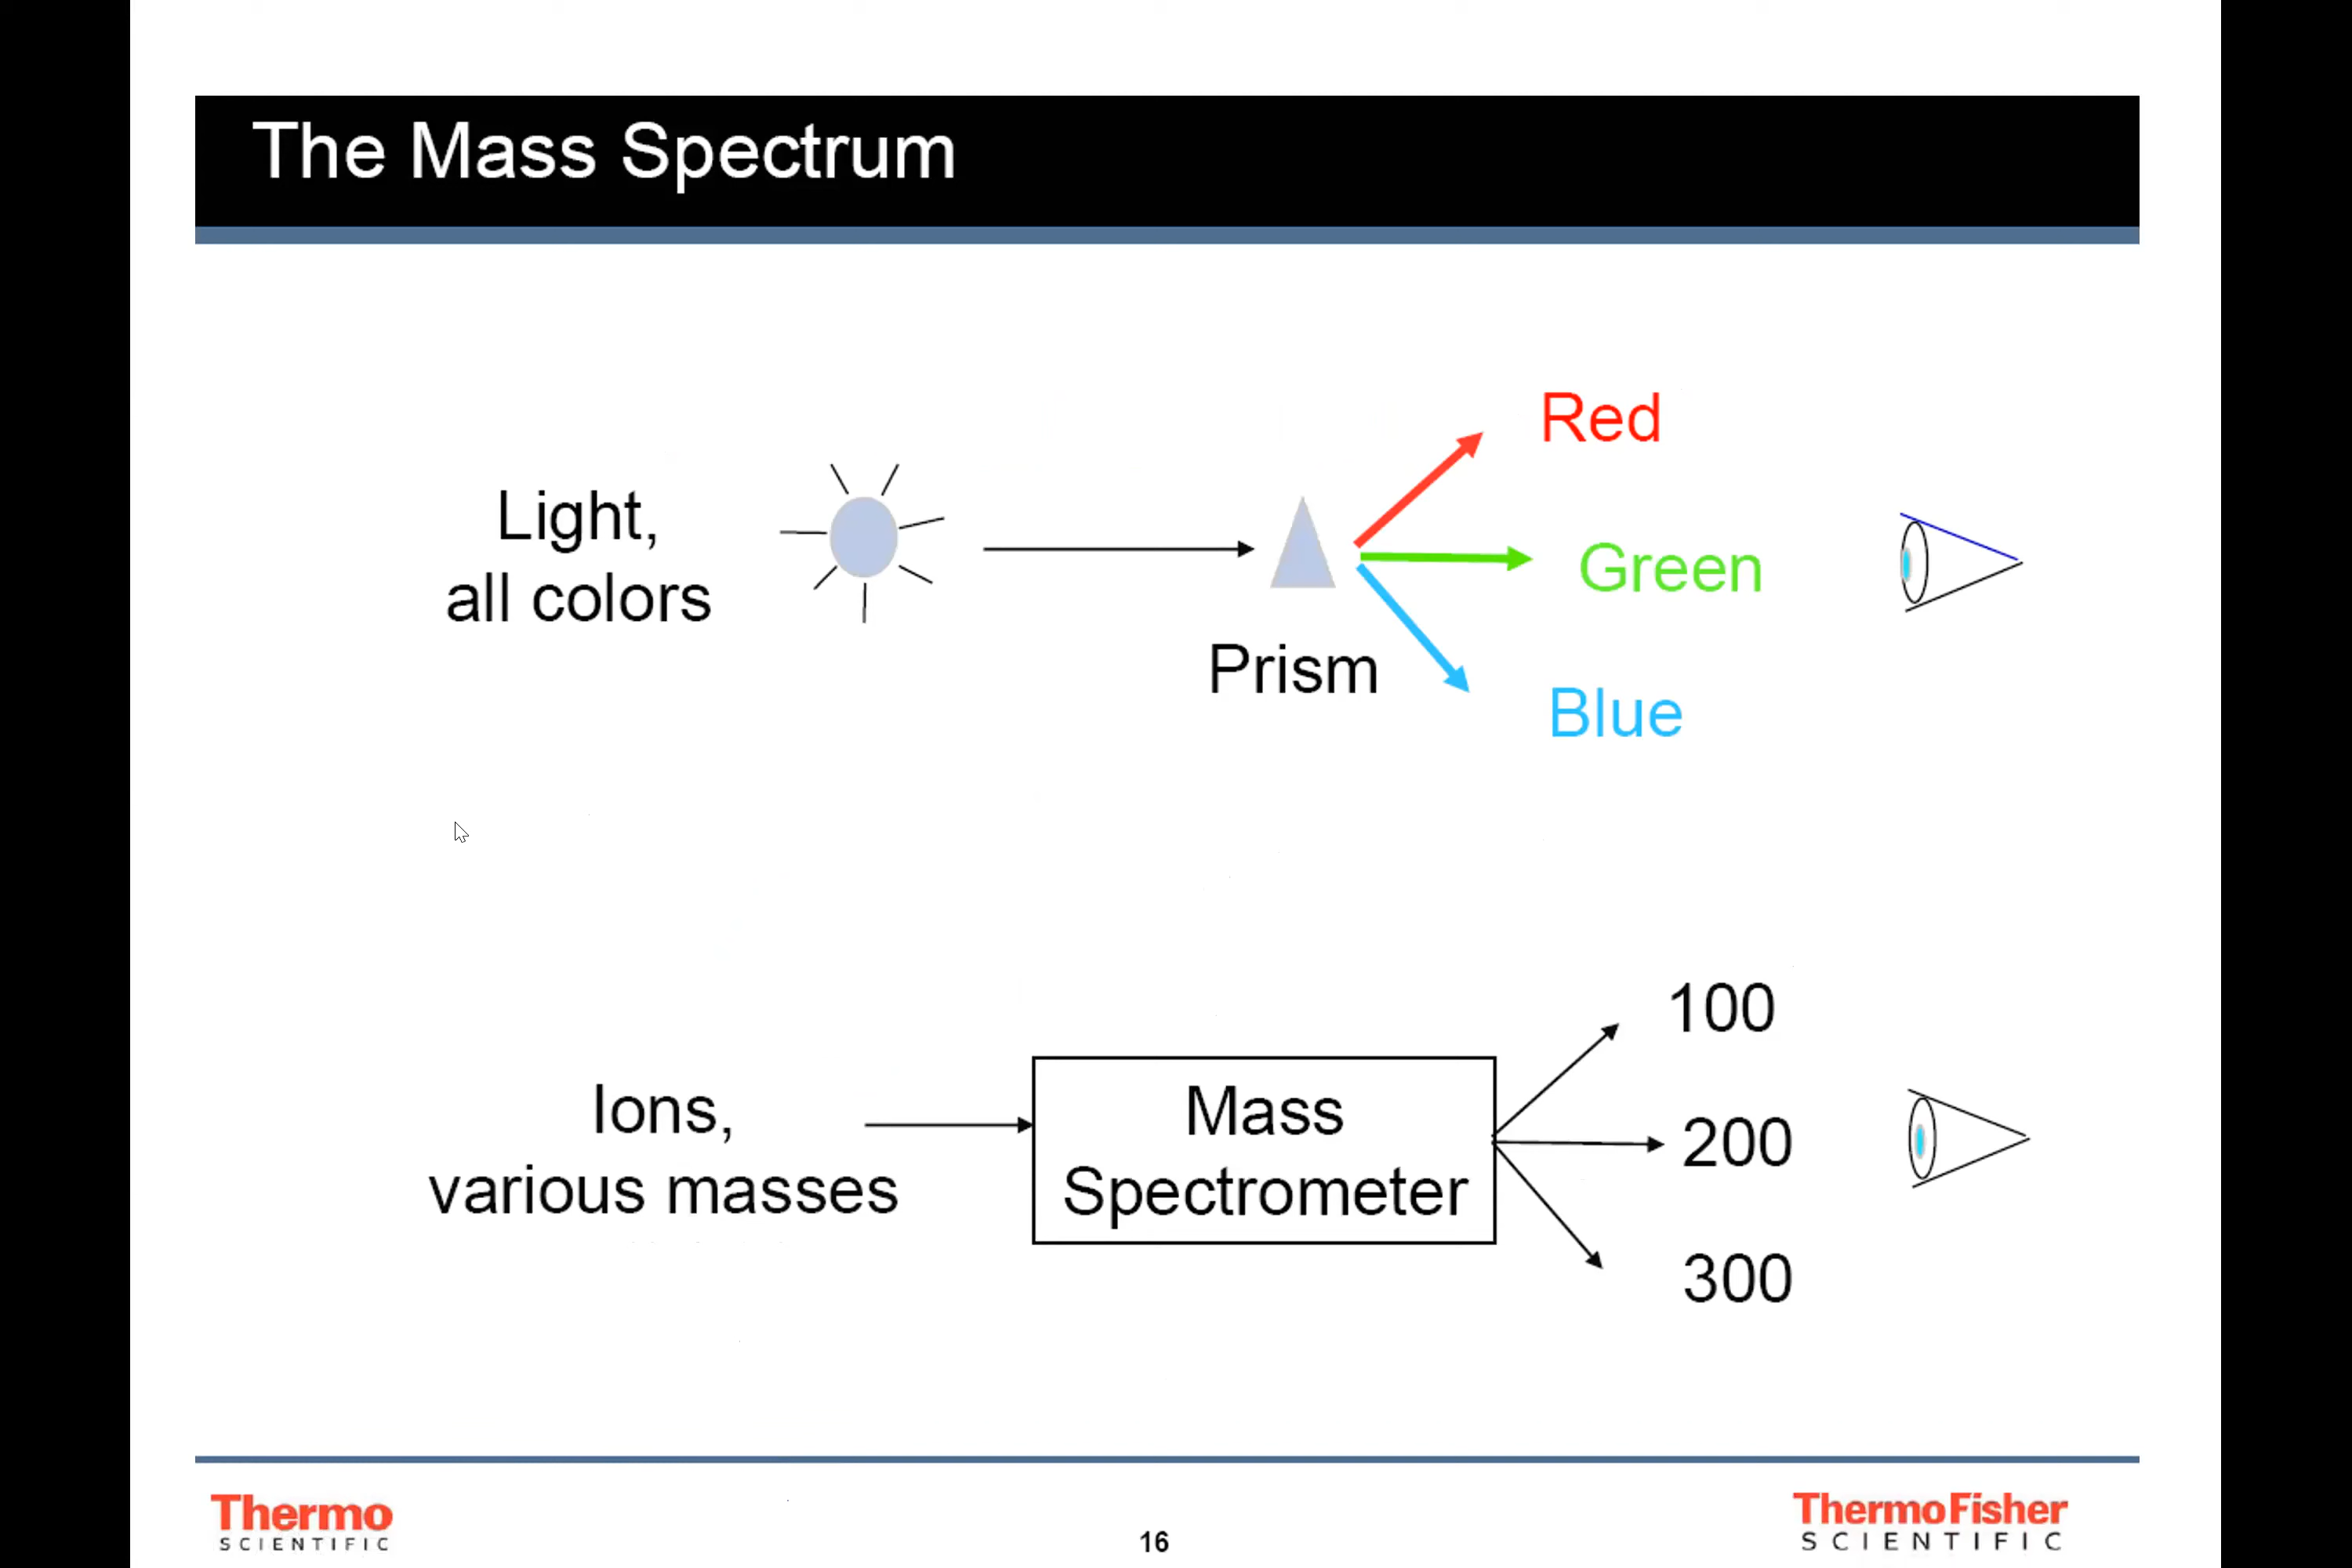 The Mass Spectrum
Light,
all colors
Prism
Red
Green
Blue
Ions,
various masses
Mass
Spectrometer
100
200
300
Thermo
SCIENTIFIC
16
ThermoFisher
SCIENTIFIC